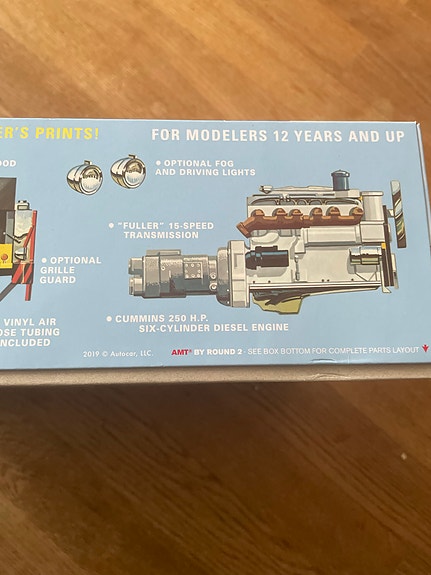 ER'S PRINTS!
FOR MODELERS 12 YEARS AND UP
OOD
• OPTIONAL FOG
AND DRIVING LIGHTS
• "FULLER" 15-SPEED
TRANSMISSION
• OPTIONAL
GRILLE
GUARD
VINYL AIR
OSE TUBING
INCLUDED
• CUMMINS 250 H.P.
SIX-CYLINDER DIESEL ENGINE
2019 © Autocar, LLC.
AMT® BY ROUND 2 - SEE BOX BOTTOM FOR COMPLETE PARTS LAYOUT